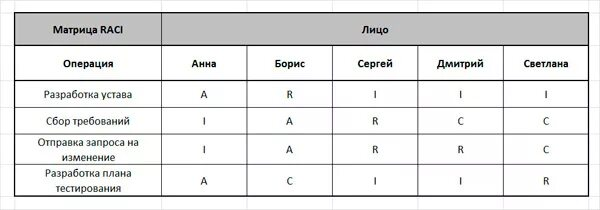 Матрица RACI Лицо
Операция Анна Борис Сергей Дмитрий Светлана
Разработка устава A R I I I
Сбор требований I A R C C
Отправка запроса на
изменение I A R R C
Разработка плана
тестирования A C I I R